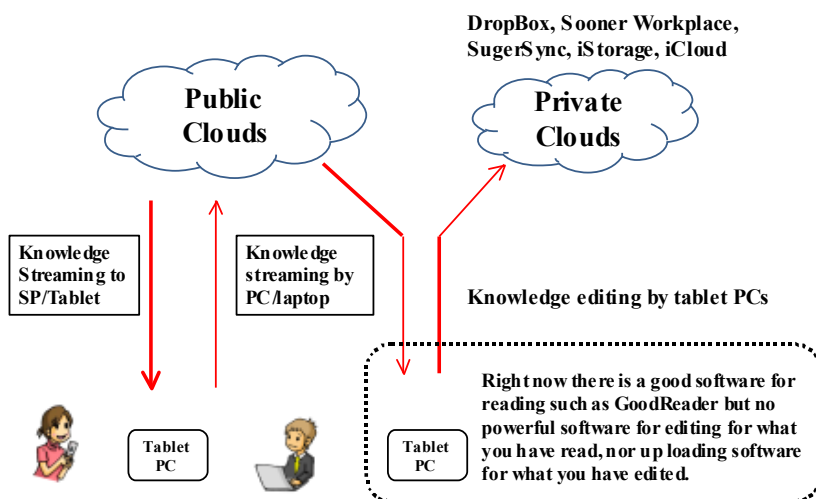 DropBox, Sooner Workplace,
SugerSync, iStorage, iCloud
Public
Clouds
Private
Clouds
Knowledge
Streaming to
SP/Tablet
Knowledge
streaming by
PC/laptop
Knowledge editing by tablet PCs
Right now there is a good software for
reading such as GoodReader but no
powerful software for editing for what
you have read, nor up loading software
for what you have edited.
Tablet
PC
Tablet
PC